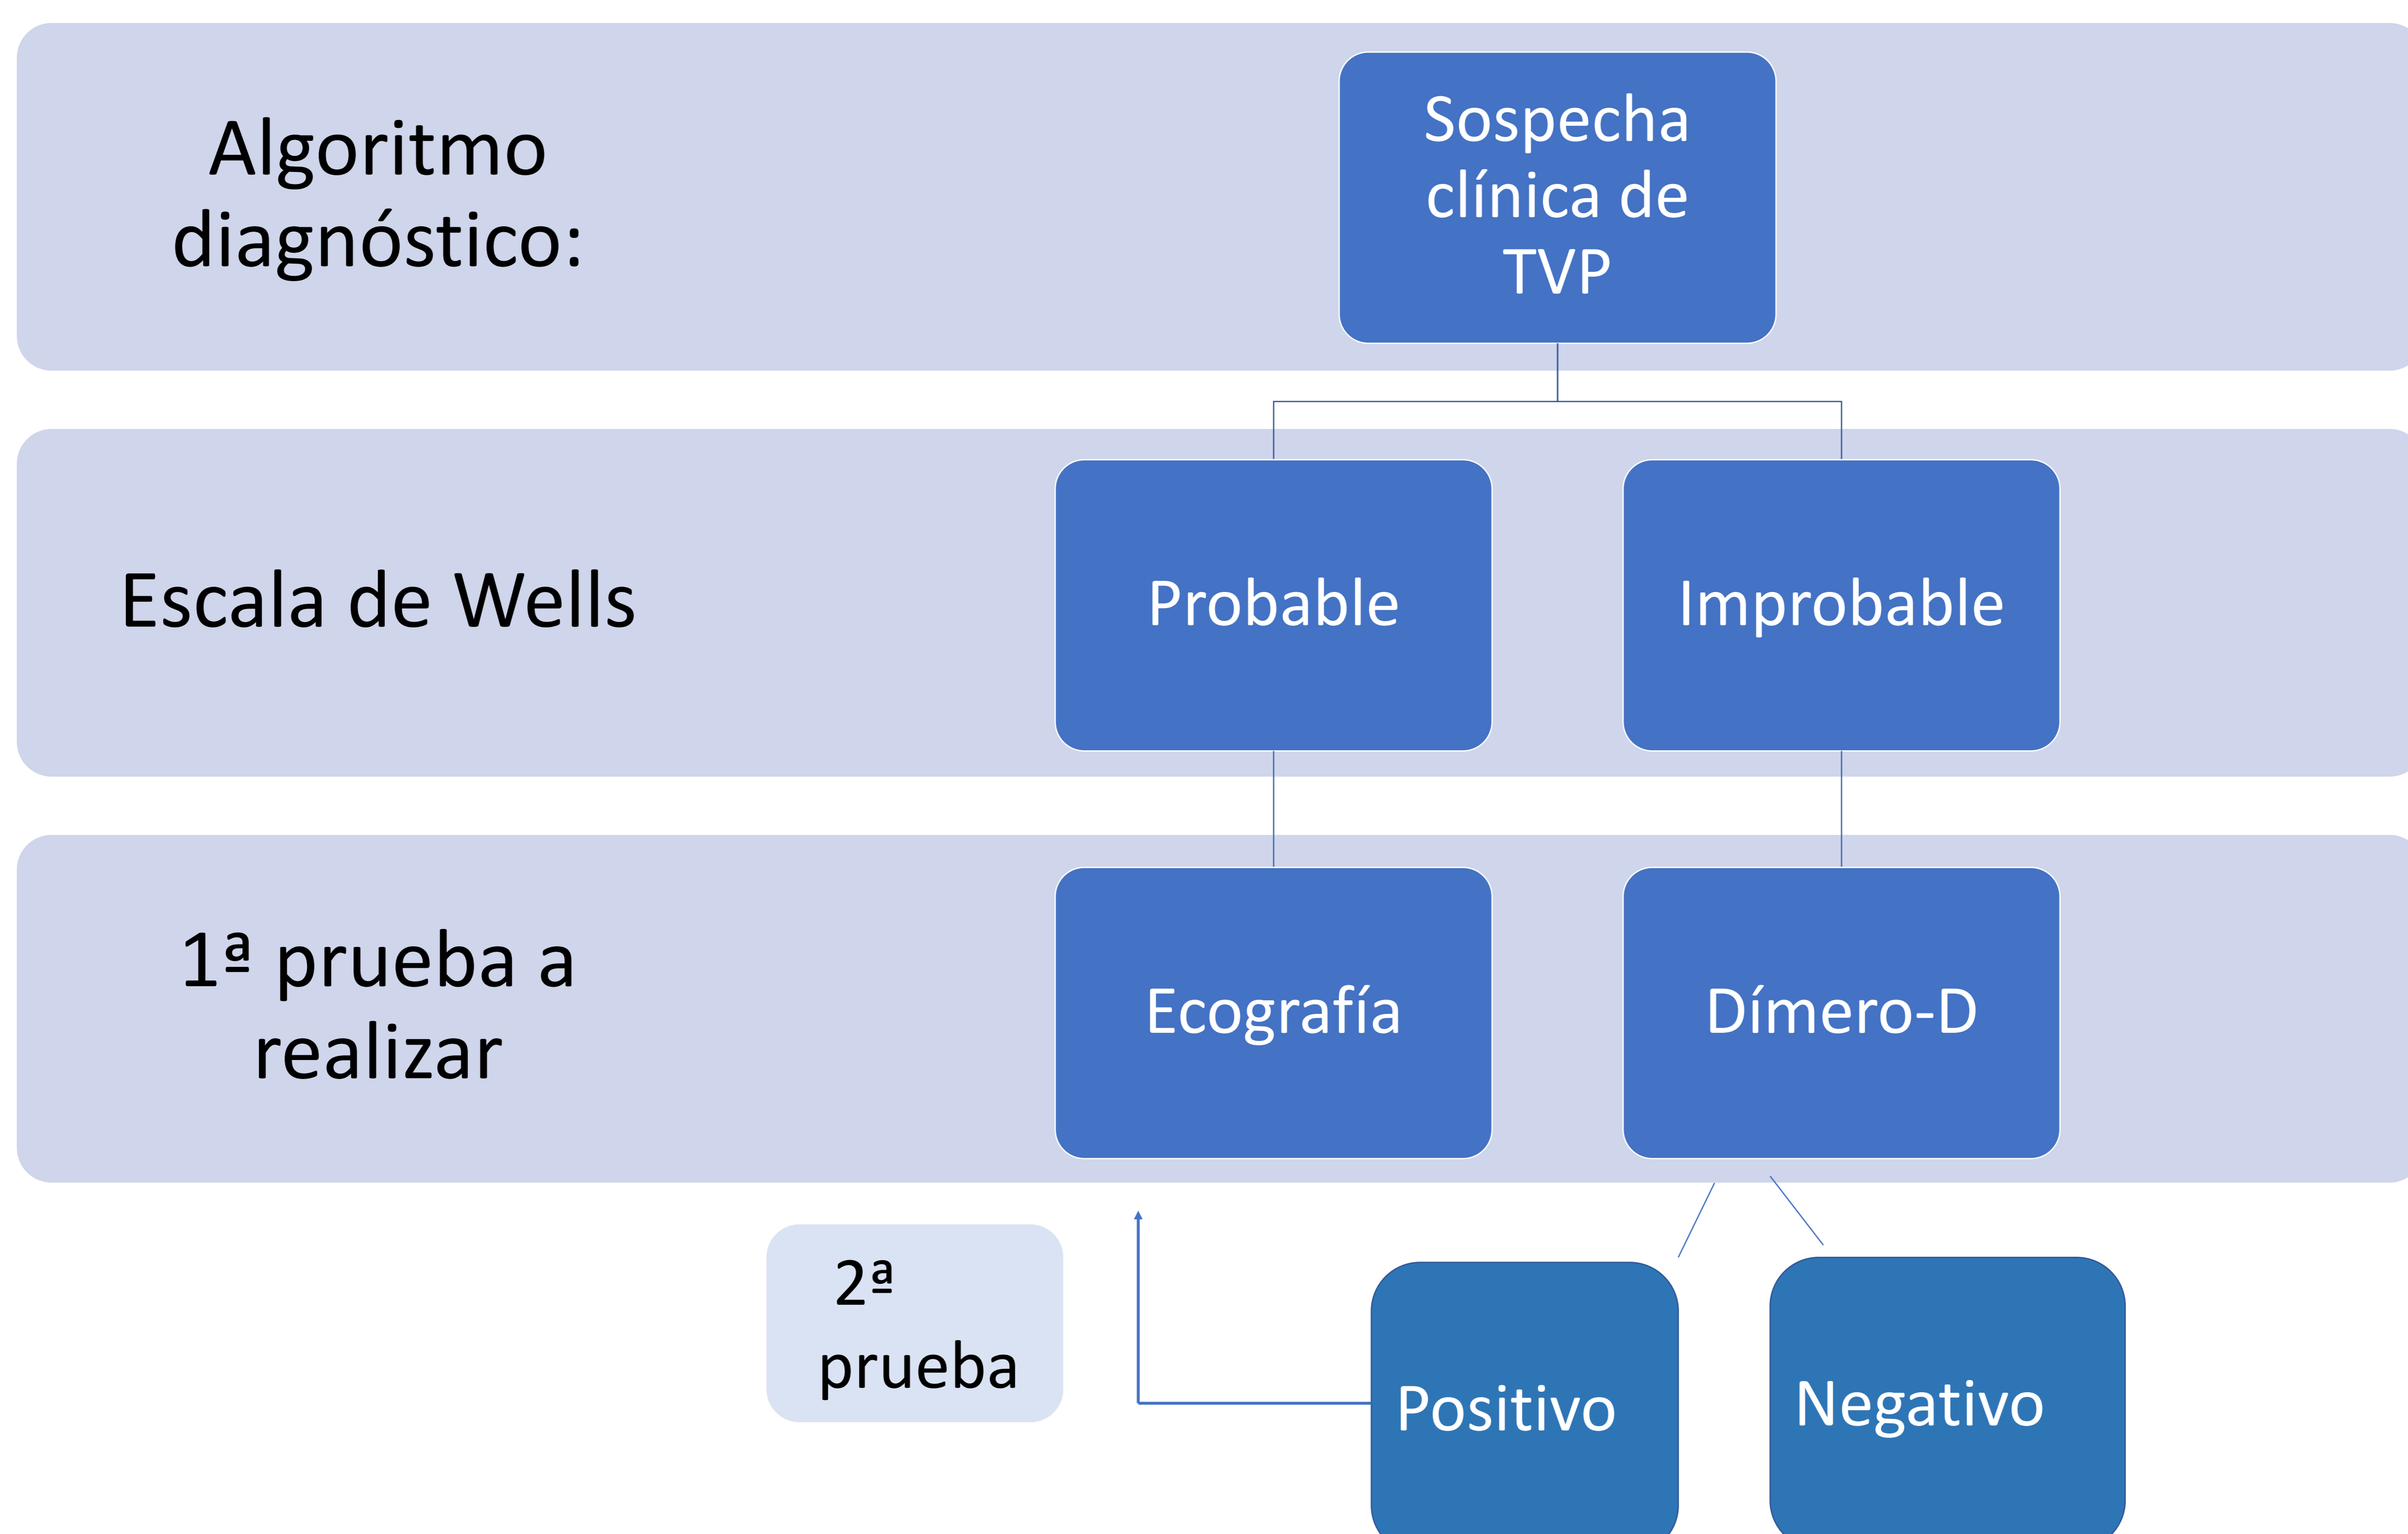 Algoritmo
diagnóstico:
Sospecha
clínica de
TVP
Escala de Wells
Probable
Improbable
1ª prueba a
realizar
Ecografía
Dímero-D
2ª
prueba
Positivo
Negativo